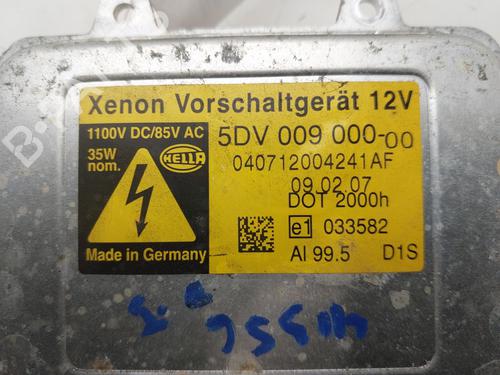 Xenon Vorschaltgerät 12V
1100V DC/85V AC
35W
nom.
HELLA
Made in Germany
5DV 009 000-00
040712004241AF
09.02.07
DOT 2000h
e1 033582
Al 99.5 D1S